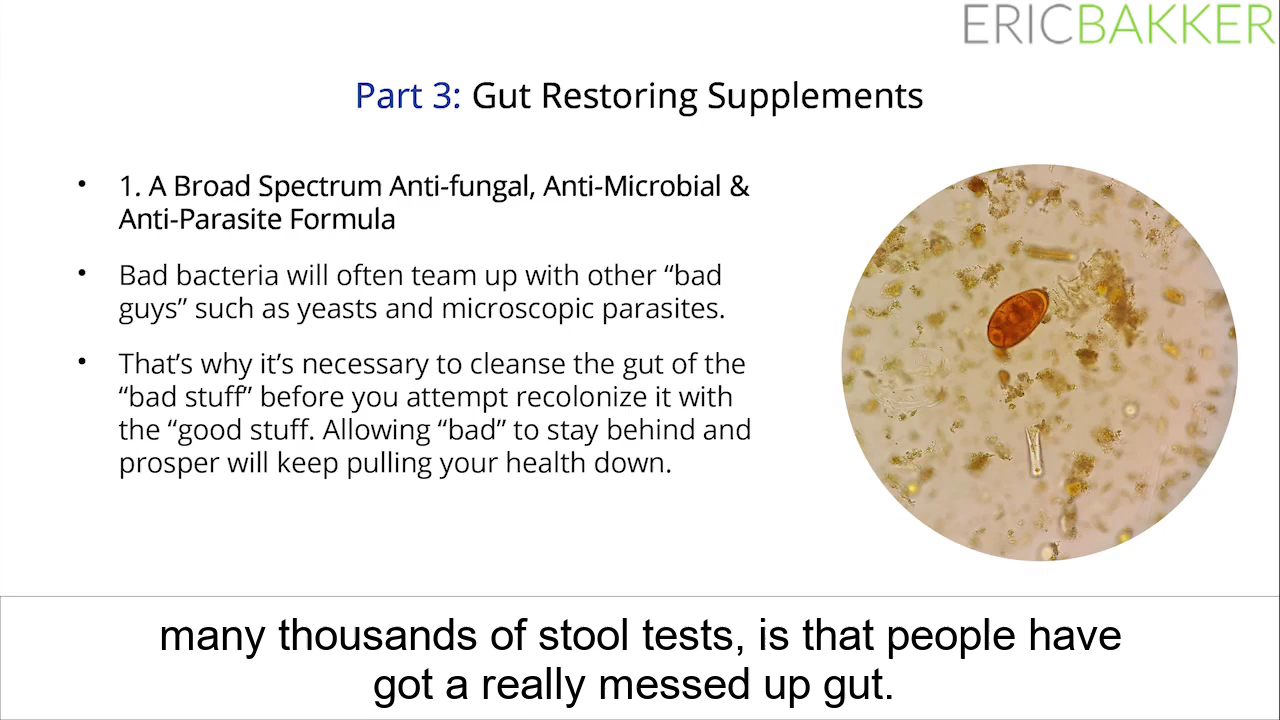 ERICBAKKER
Part 3: Gut Restoring Supplements
• 1. A Broad Spectrum Anti-fungal, Anti-Microbial &
Anti-Parasite Formula
• Bad bacteria will often team up with other “bad
guys” such as yeasts and microscopic parasites.
• That’s why it’s necessary to cleanse the gut of the
“bad stuff” before you attempt recolonize it with
the “good stuff. Allowing “bad” to stay behind and
prosper will keep pulling your health down.
many thousands of stool tests, is that people have
got a really messed up gut.